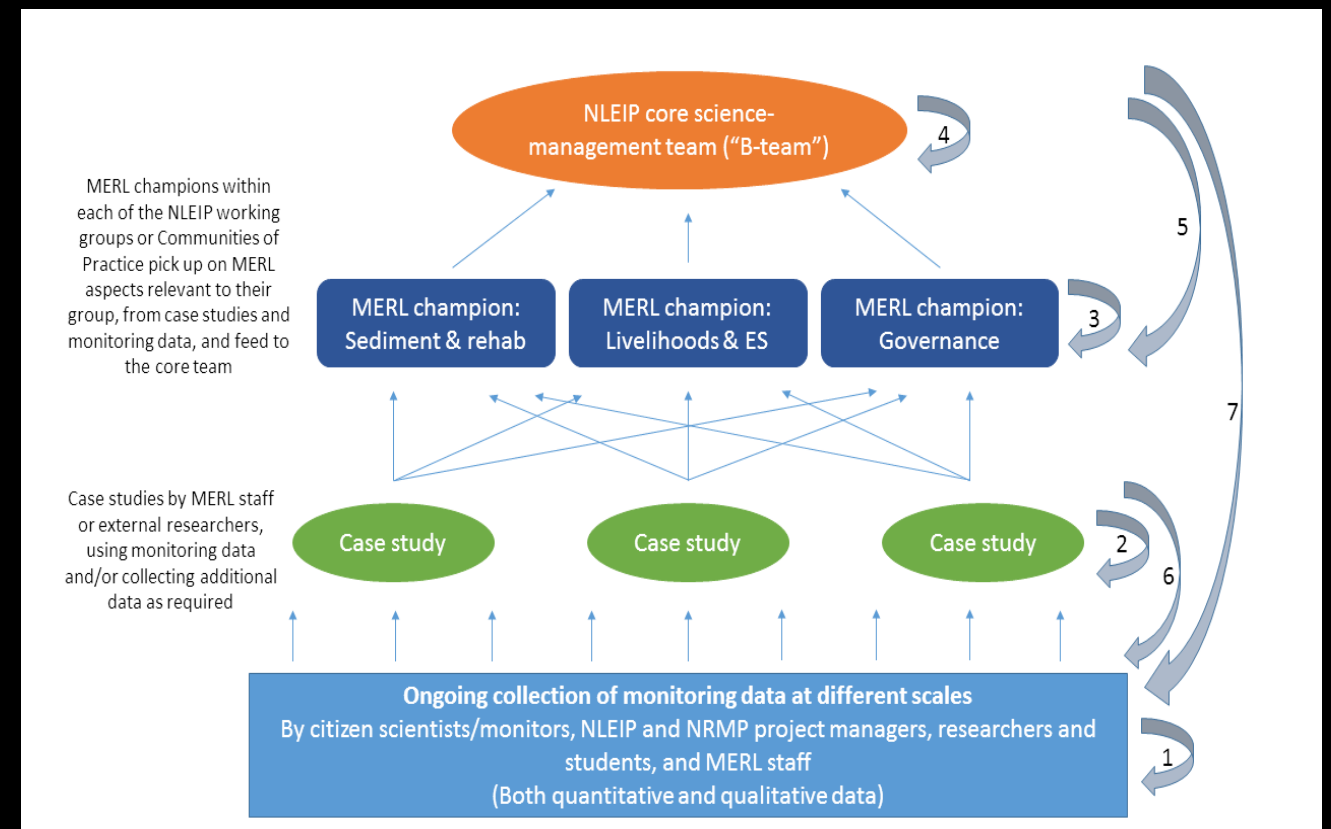 NLEIP core science-
management team (“B-team”)
4
MERL champions within
each of the NLEIP working
groups or Communities of
Practice pick up on MERL
aspects relevant to their
group, from case studies and
monitoring data, and feed to
the core team
5
MERL champion:
Sediment & rehab
MERL champion:
Livelihoods & ES
MERL champion:
Governance
3
7
Case studies by MERL staff
or external researchers,
using monitoring data
and/or collecting additional
data as required
Case study
Case study
Case study
2
6
Ongoing collection of monitoring data at different scales
By citizen scientists/monitors, NLEIP and NRMP project managers, researchers and
students, and MERL staff
(Both quantitative and qualitative data)
1